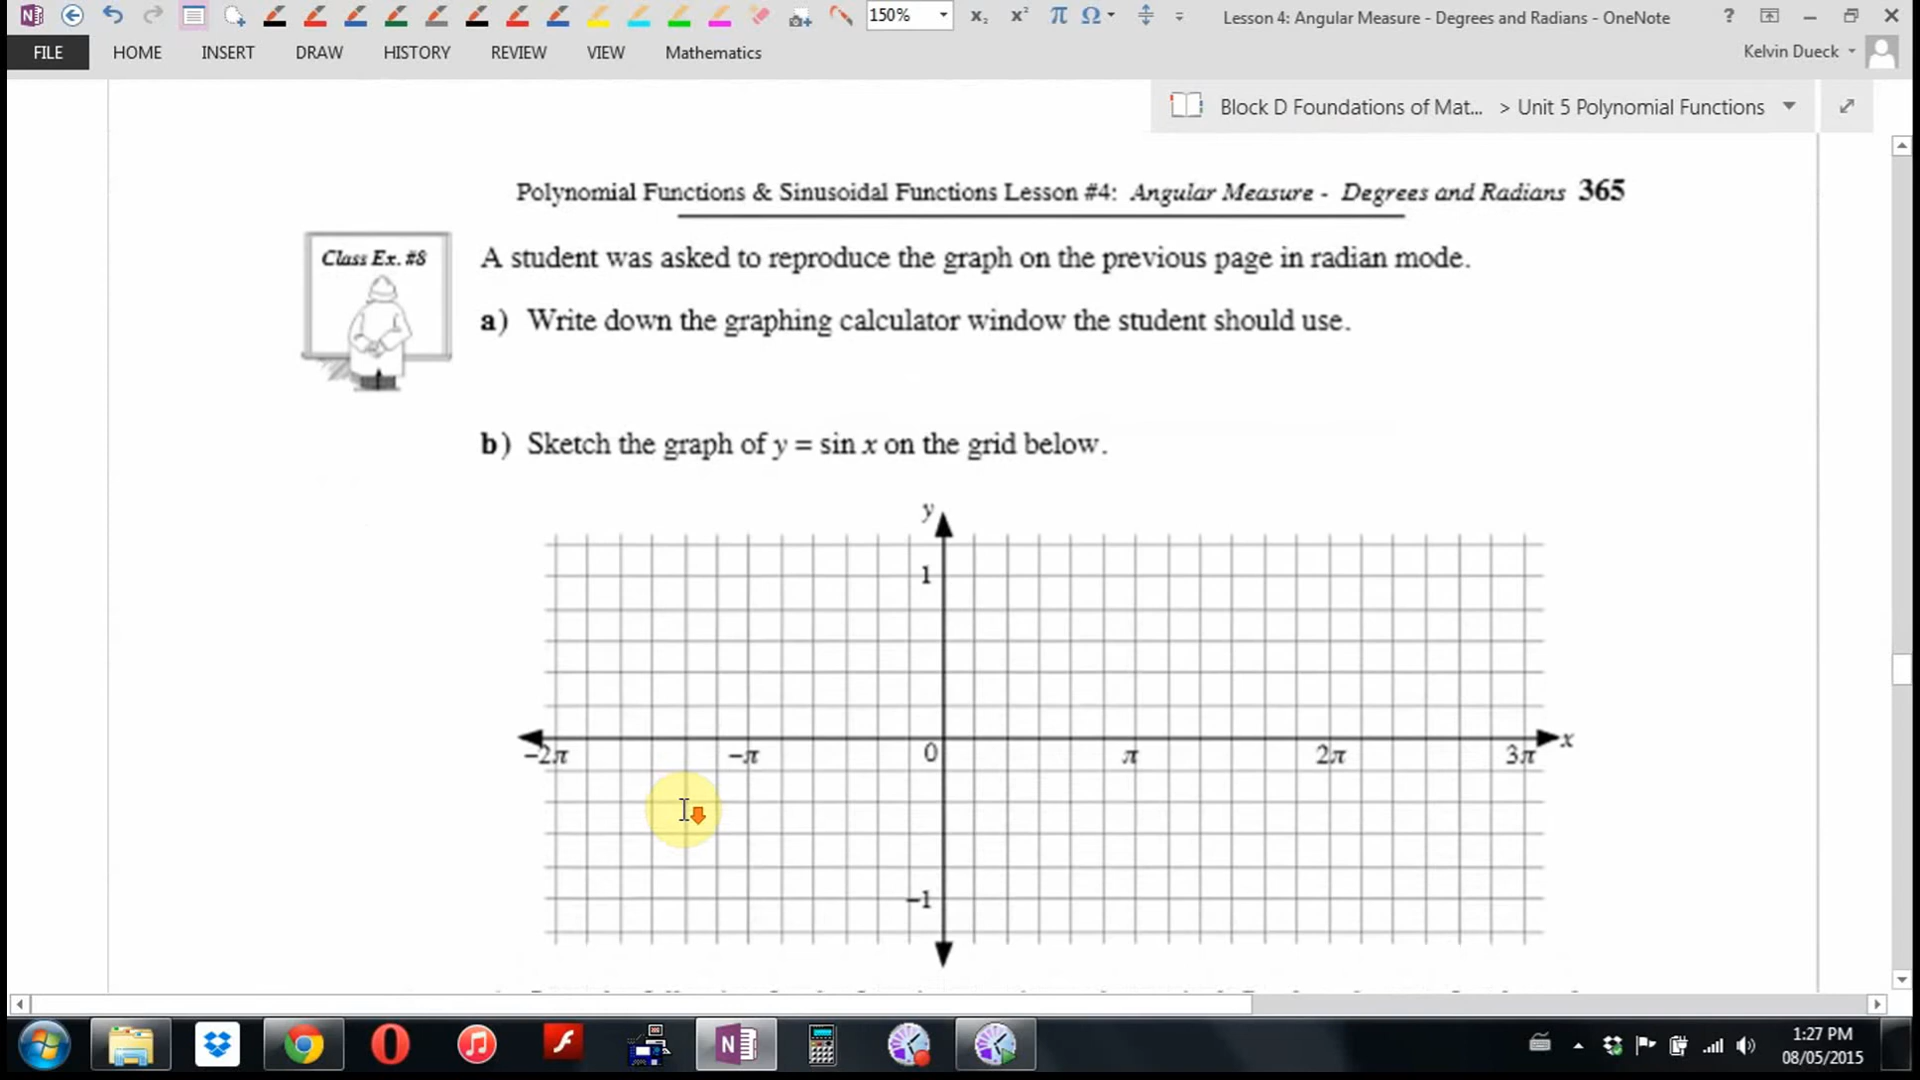 150%
x₂
x²
π
Ω
Lesson 4: Angular Measure - Degrees and Radians - OneNote
?
FILE
HOME
INSERT
DRAW
HISTORY
REVIEW
VIEW
Mathematics
Kelvin Dueck
Block D Foundations of Mat... > Unit 5 Polynomial Functions
Polynomial Functions & Sinusoidal Functions Lesson #4: Angular Measure - Degrees and Radians 365
Class Ex. #8
A student was asked to reproduce the graph on the previous page in radian mode.
a) Write down the graphing calculator window the student should use.
b) Sketch the graph of y = sin x on the grid below.
y
1
-2π
-π
0
π
2π
3π
x
-1
1:27 PM
08/05/2015